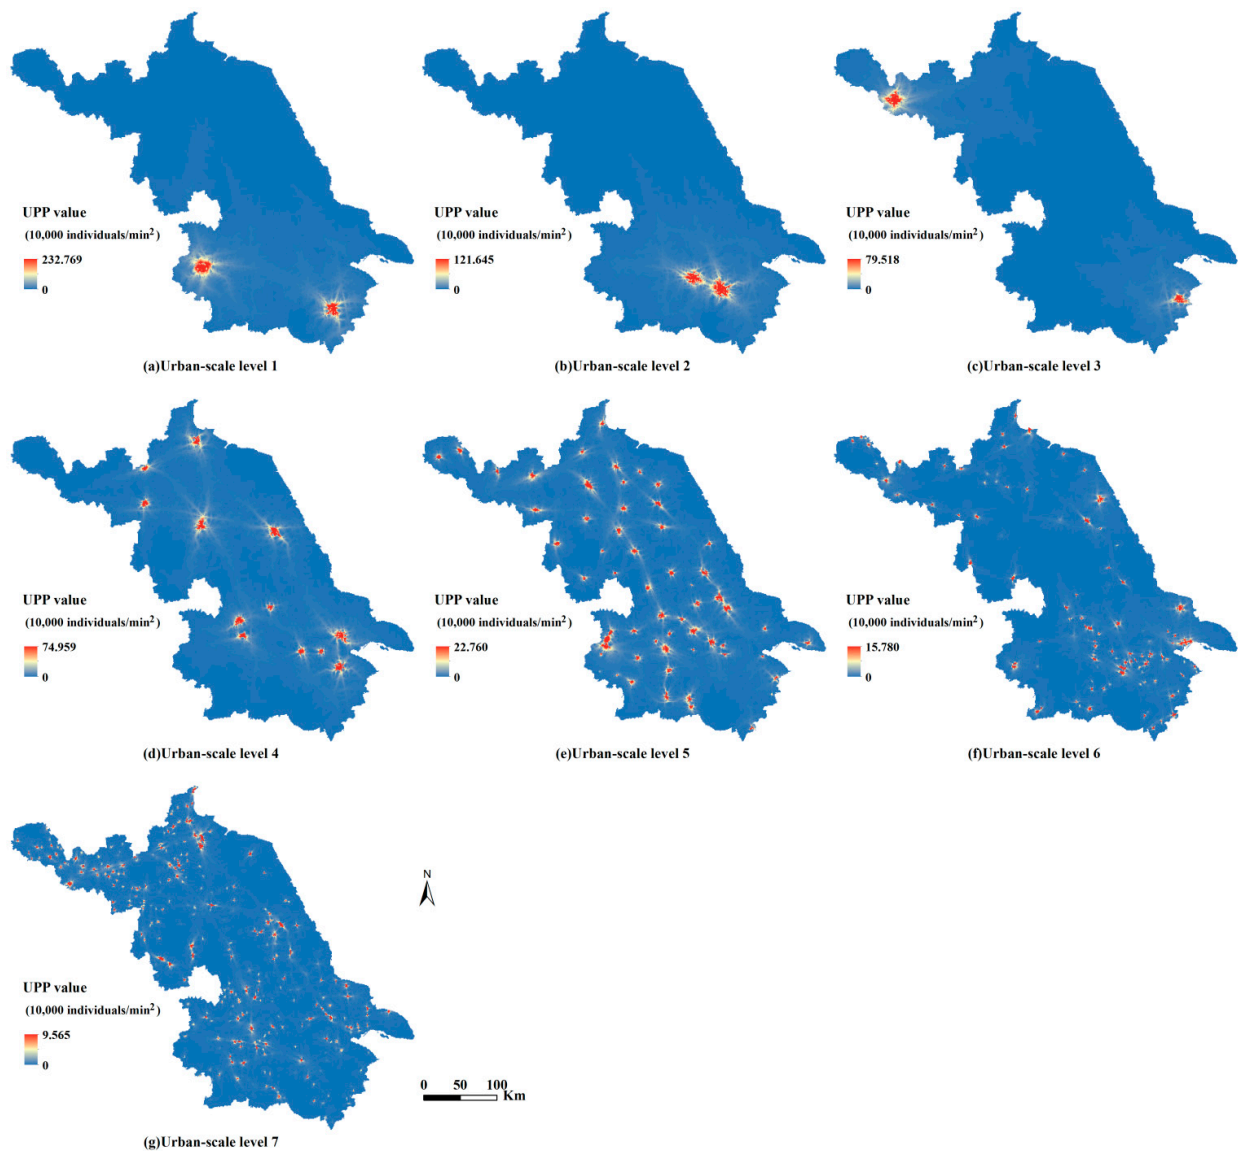 UPP value
(10,000 individuals/min²)
232.769
0
(a)Urban-scale level 1
UPP value
(10,000 individuals/min²)
121.645
0
(b)Urban-scale level 2
UPP value
(10,000 individuals/min²)
79.518
0
(c)Urban-scale level 3
UPP value
(10,000 individuals/min²)
74.959
0
(d)Urban-scale level 4
UPP value
(10,000 individuals/min²)
22.760
0
(e)Urban-scale level 5
UPP value
(10,000 individuals/min²)
15.780
0
(f)Urban-scale level 6
UPP value
(10,000 individuals/min²)
9.565
0
(g)Urban-scale level 7
N
0 50 100
Km